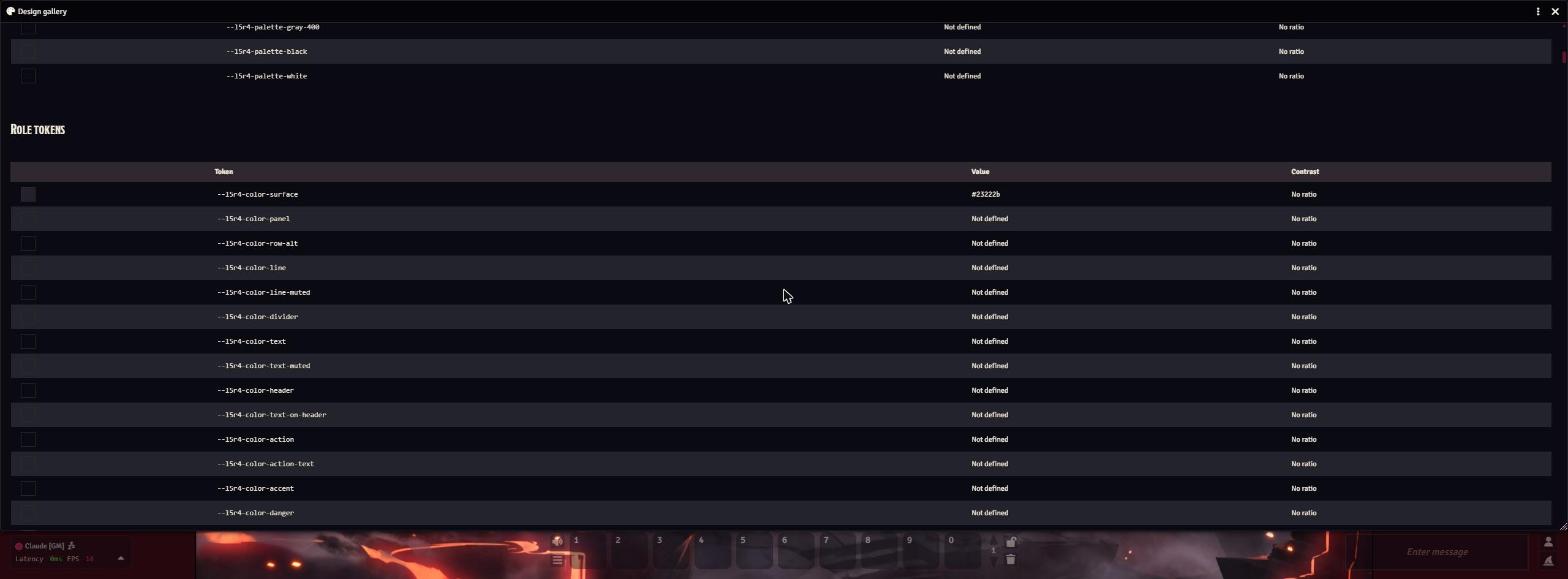 Design gallery
--l5r4-palette-gray-400 Not defined No ratio
--l5r4-palette-black Not defined No ratio
--l5r4-palette-white Not defined No ratio
ROLE TOKENS
Token Value Contrast
--l5r4-color-surface #23222b No ratio
--l5r4-color-panel Not defined No ratio
--l5r4-color-row-alt Not defined No ratio
--l5r4-color-line Not defined No ratio
--l5r4-color-line-muted Not defined No ratio
--l5r4-color-divider Not defined No ratio
--l5r4-color-text Not defined No ratio
--l5r4-color-text-muted Not defined No ratio
--l5r4-color-header Not defined No ratio
--l5r4-color-text-on-header Not defined No ratio
--l5r4-color-action Not defined No ratio
--l5r4-color-action-text Not defined No ratio
--l5r4-color-accent Not defined No ratio
--l5r4-color-danger Not defined No ratio
Claude [GM]
Latency 0ms FPS 14
1 2 3 4 5 6 7 8 9 0
1
Enter message